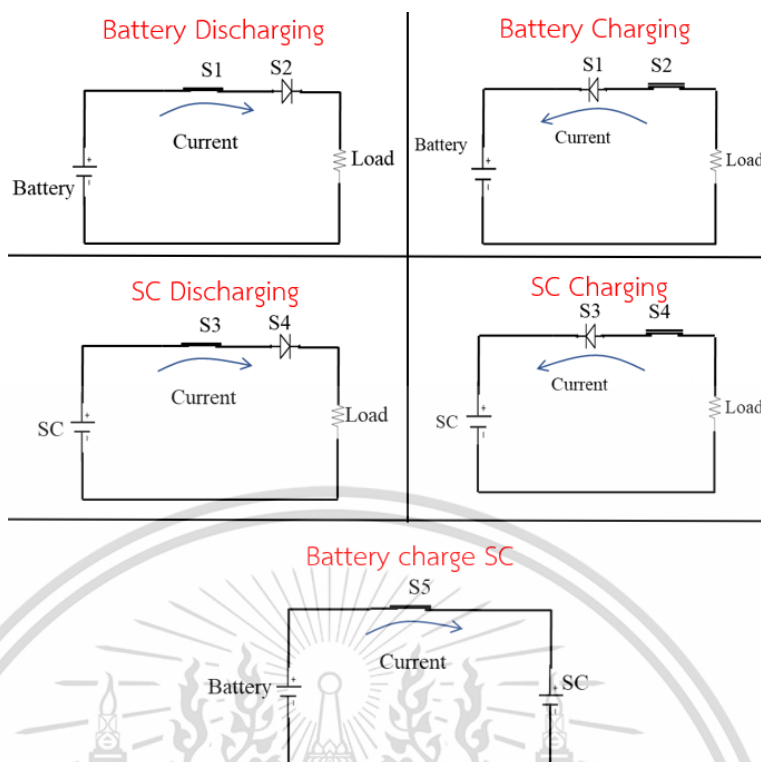 Battery Discharging
S1
S2
Current
+
-
Battery
Load
Battery Charging
S1
S2
Current
Battery
+
-
Load
SC Discharging
S3
S4
Current
SC
+
-
Load
SC Charging
S3
S4
Current
SC
+
-
Load
Battery charge SC
S5
Current
Battery
+
-
+
-
SC